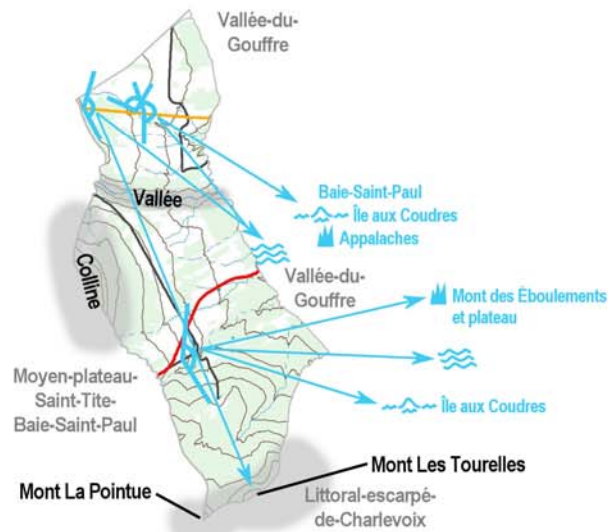 Vallée-du-
Gouffre
Baie-Saint-Paul
Île aux Coudres
Appalaches
Vallée
Colline
Vallée-du-
Gouffre
Mont des Éboulements
et plateau
Moyen-plateau-
Saint-Tite-
Baie-Saint-Paul
Île aux Coudres
Mont Les Tourelles
Mont La Pointue
Littoral-escarpé-
de-Charlevoix